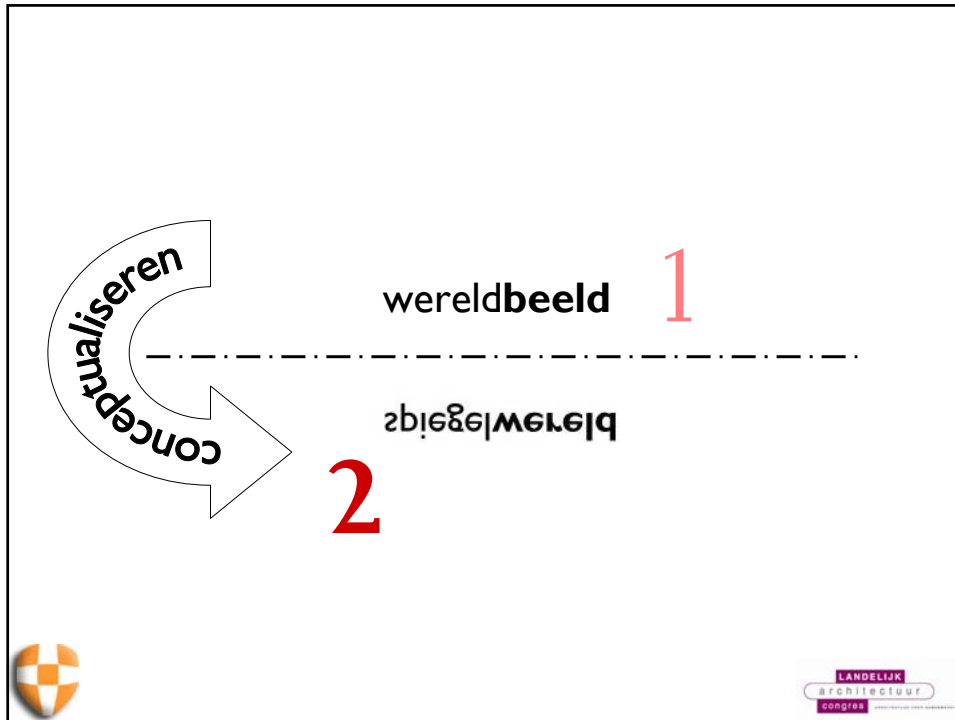 conceptualiseren
wereldbeeld
1
spiegelwereld
2
LANDELIJK
architectuur
congres